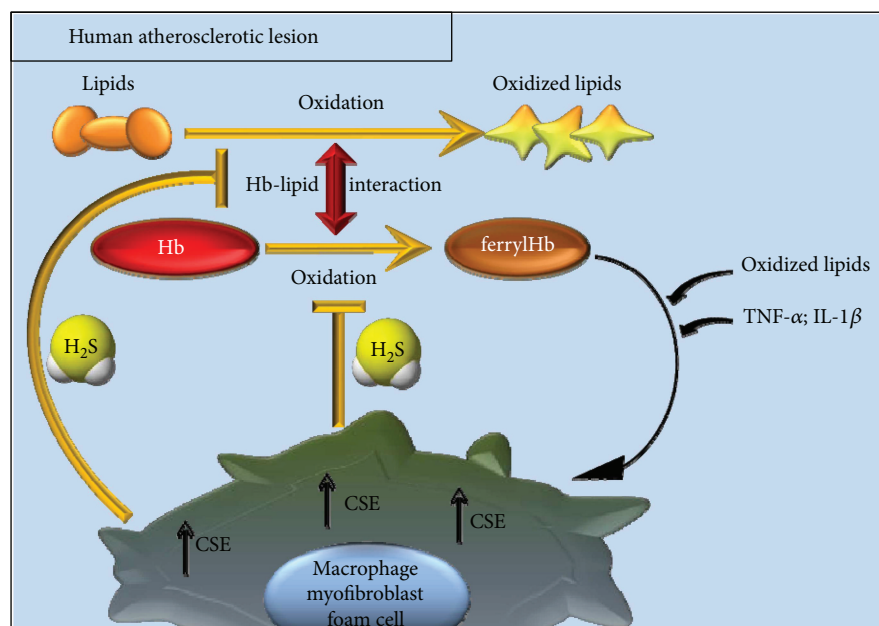 Human atherosclerotic lesion
Lipids
Oxidation
Oxidized lipids
Hb-lipid interaction
Hb
ferrylHb
Oxidation
Oxidized lipids
TNF-α; IL-1β
H₂S
H₂S
CSE
CSE
CSE
Macrophage
myofibroblast
foam cell